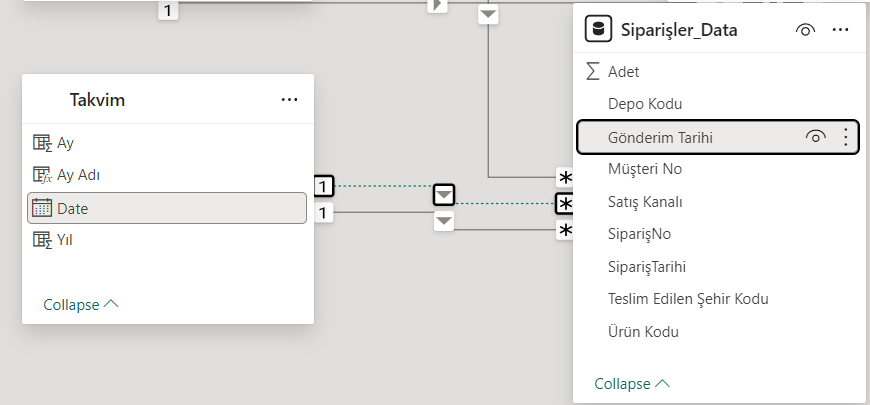 1
Siparişler_Data
Adet
Depo Kodu
Gönderim Tarihi
Müşteri No
Satış Kanalı
SiparişNo
SiparişTarihi
Teslim Edilen Şehir Kodu
Ürün Kodu
Collapse
Takvim
Ay
Ay Adı
Date
Yıl
Collapse
1
1
*
*
*